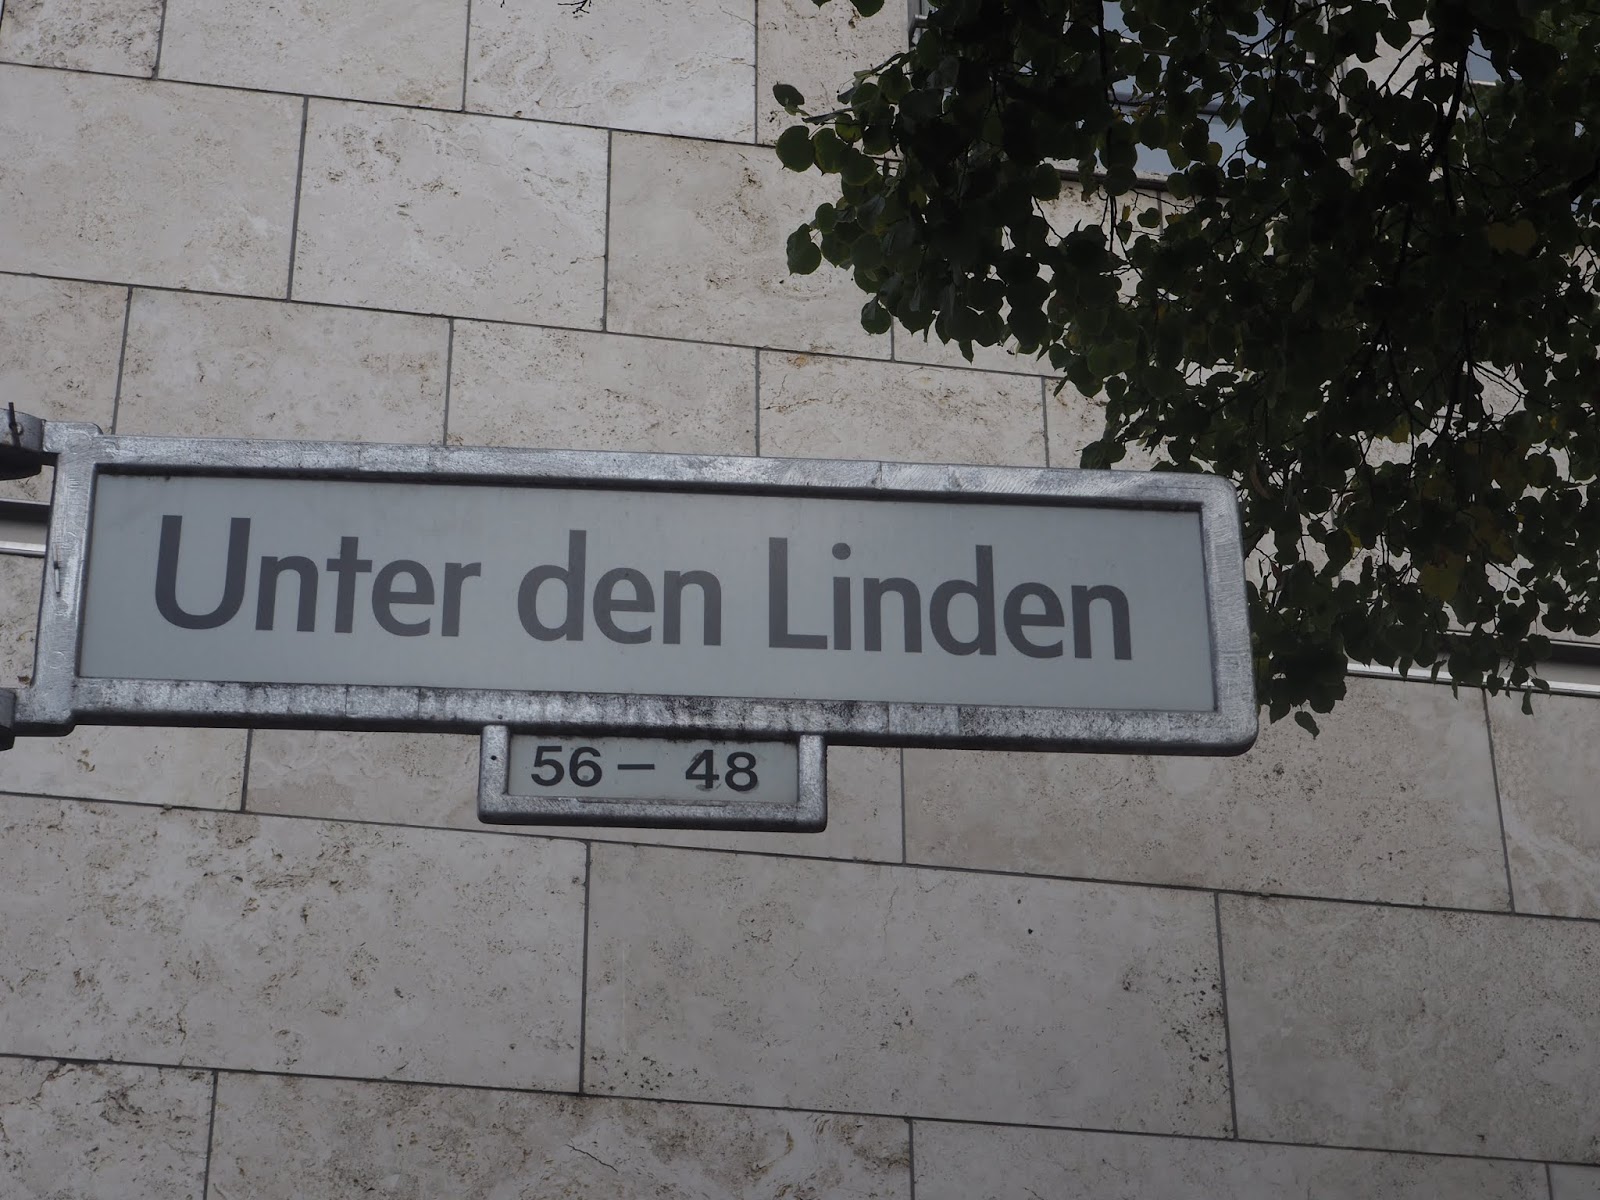 Unter den Linden
56 – 48